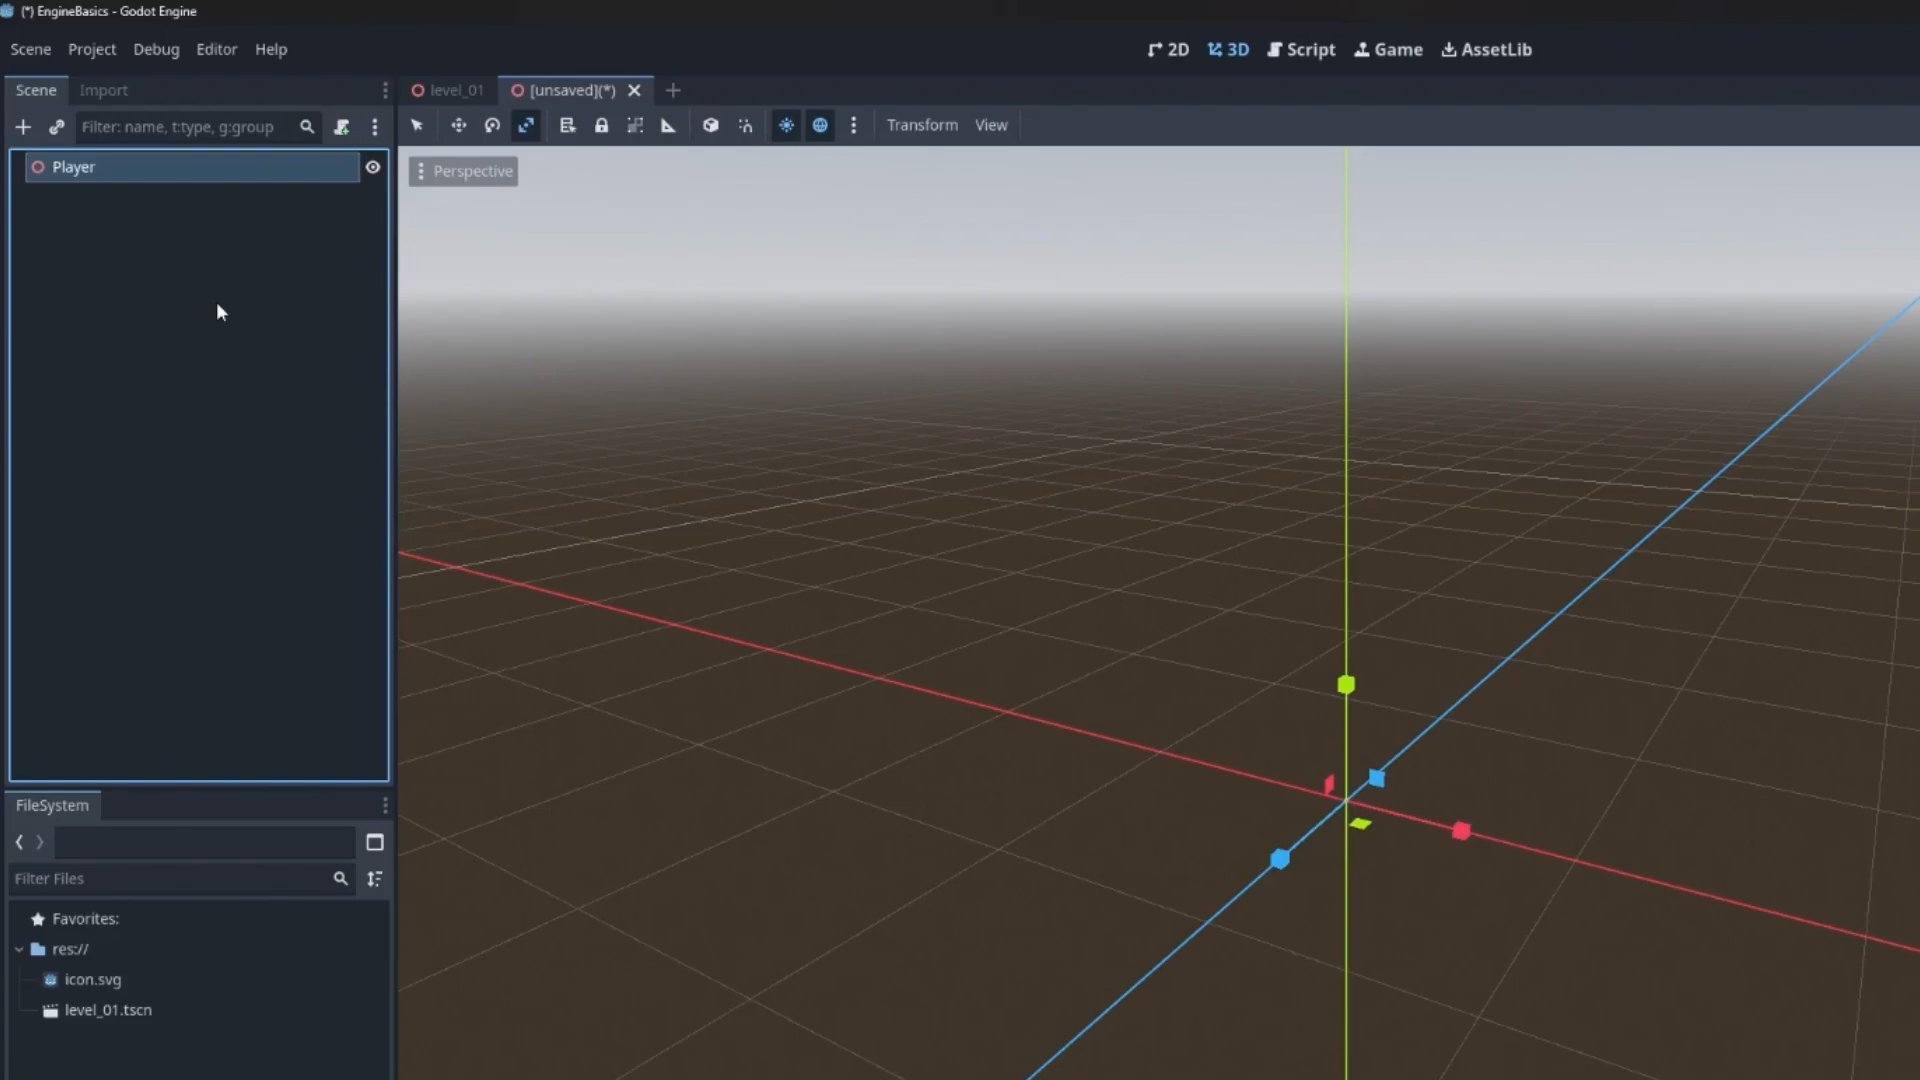 (*) EngineBasics - Godot Engine
Scene Project Debug Editor Help
2D 3D Script Game AssetLib
Scene Import
level_01 [unsaved](*)
Filter: name, t:type, g:group
Transform View
Player
Perspective
FileSystem
Filter Files
Favorites:
res://
icon.svg
level_01.tscn